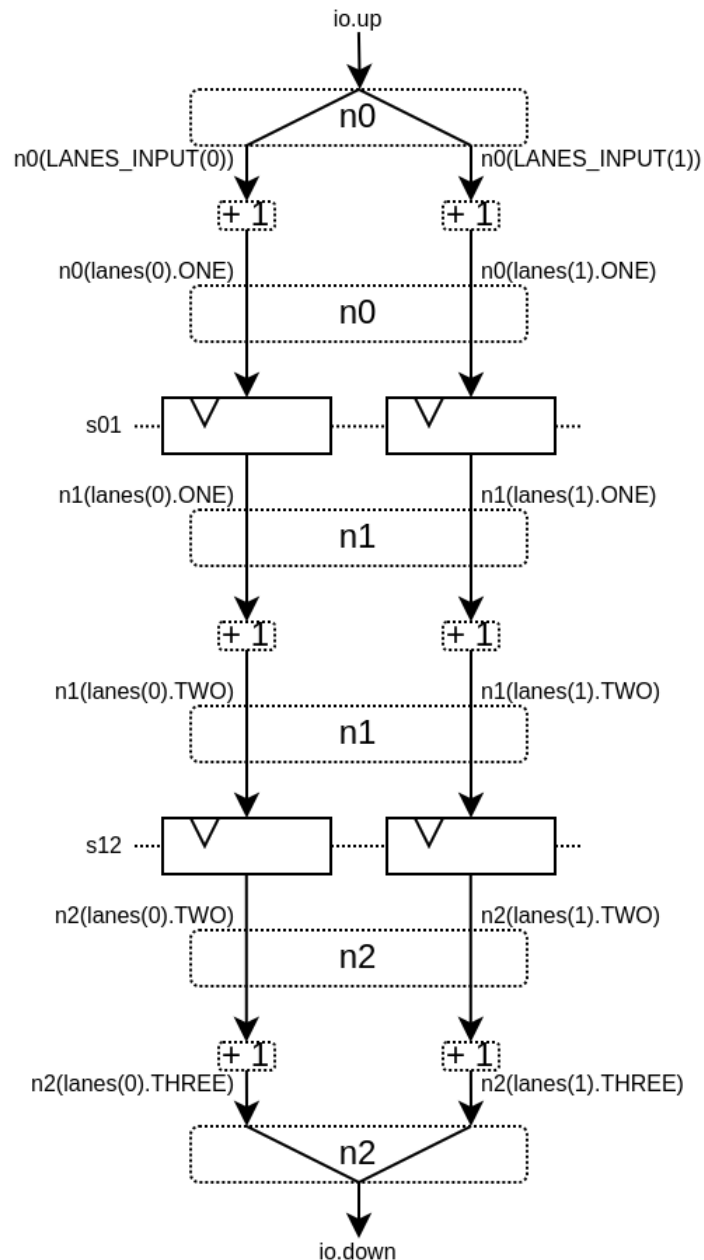 io.up
n0
n0(LANES_INPUT(0)) n0(LANES_INPUT(1))
+ 1 + 1
n0(lanes(0).ONE) n0(lanes(1).ONE)
n0
s01
n1(lanes(0).ONE) n1(lanes(1).ONE)
n1
+ 1 + 1
n1(lanes(0).TWO) n1(lanes(1).TWO)
n1
s12
n2(lanes(0).TWO) n2(lanes(1).TWO)
n2
+ 1 + 1
n2(lanes(0).THREE) n2(lanes(1).THREE)
n2
io.down